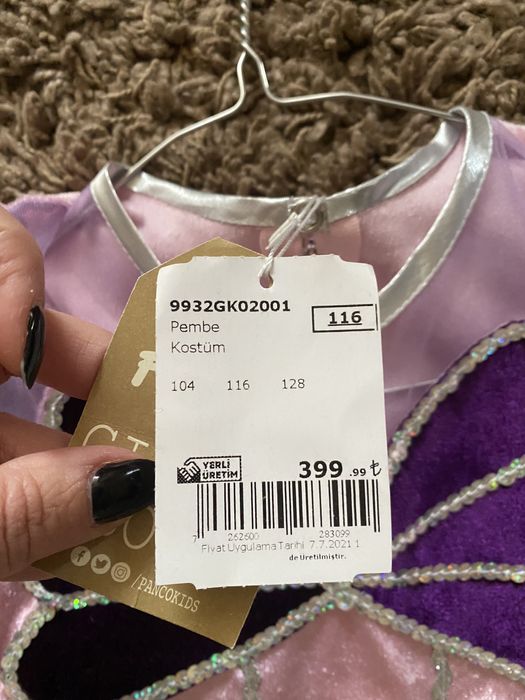 9932GK02001
116
Pembe
Kostüm
104 116 128
YERLİ
ÜRETİM
399.99 ₺
7 262600 283099
Fiyat Uygulama Tarihi 7.7.2021 1
de Üretilmiştir.
/PANCOKIDS